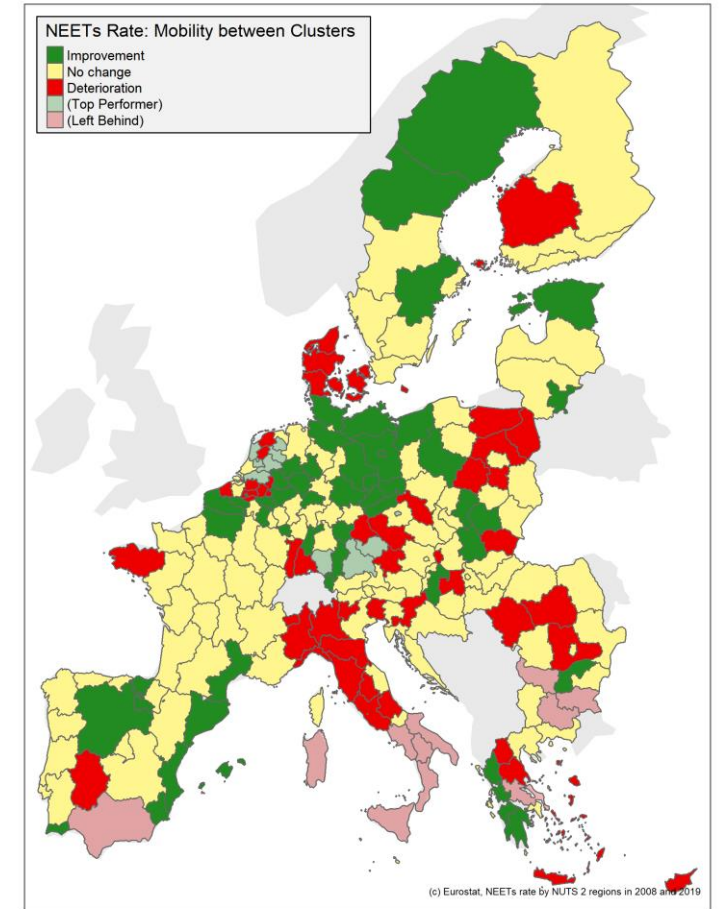 NEETs Rate: Mobility between Clusters
Improvement
No change
Deterioration
(Top Performer)
(Left Behind)
(c) Eurostat, NEETs rate by NUTS 2 regions in 2008 and 2019